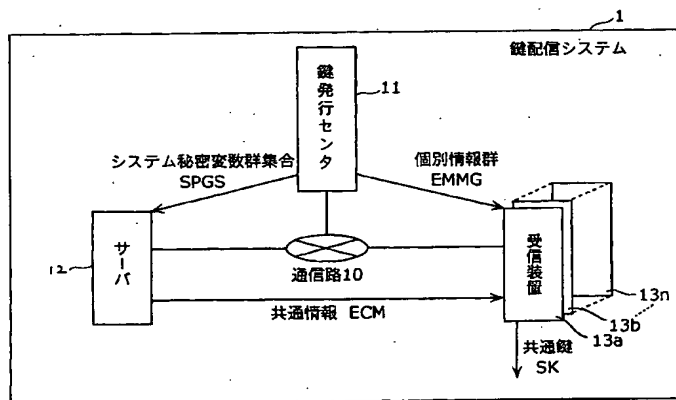 1
鍵配信システム
鍵発行センタ
11
システム秘密変数群集合
SPGS
個別情報群
EMMG
サーバ
12
通信路10
受信装置
13n
13b
13a
共通情報 ECM
共通鍵
SK